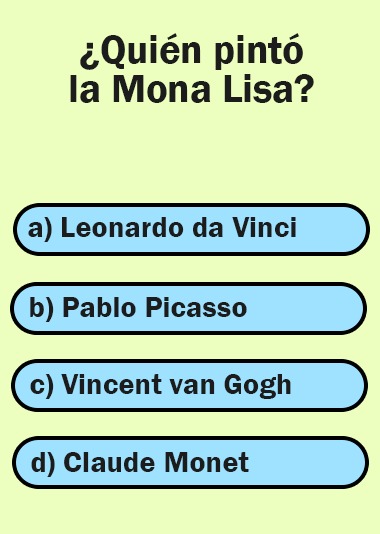 ¿Quién pintó
la Mona Lisa?
a) Leonardo da Vinci
b) Pablo Picasso
c) Vincent van Gogh
d) Claude Monet